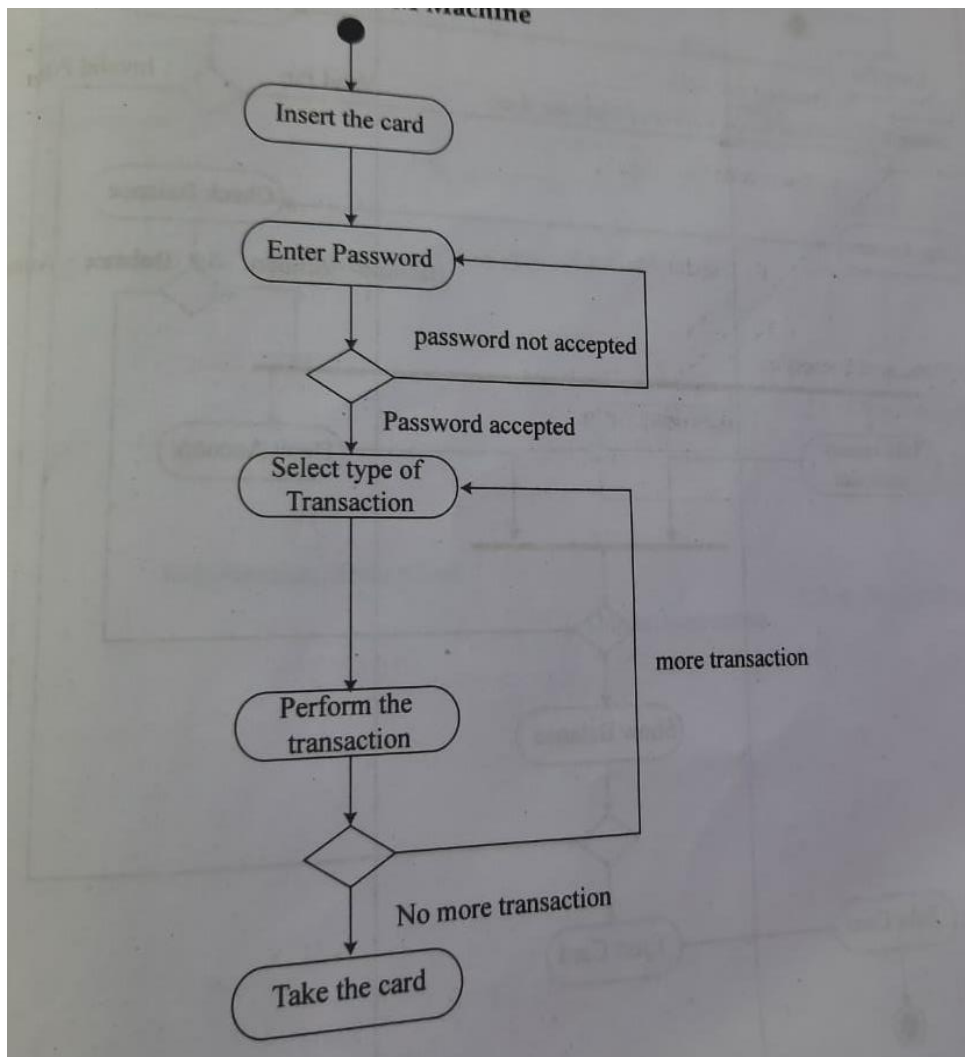 Machine
Insert the card
Enter Password
password not accepted
Password accepted
Select type of
Transaction
more transaction
Perform the
transaction
No more transaction
Take the card